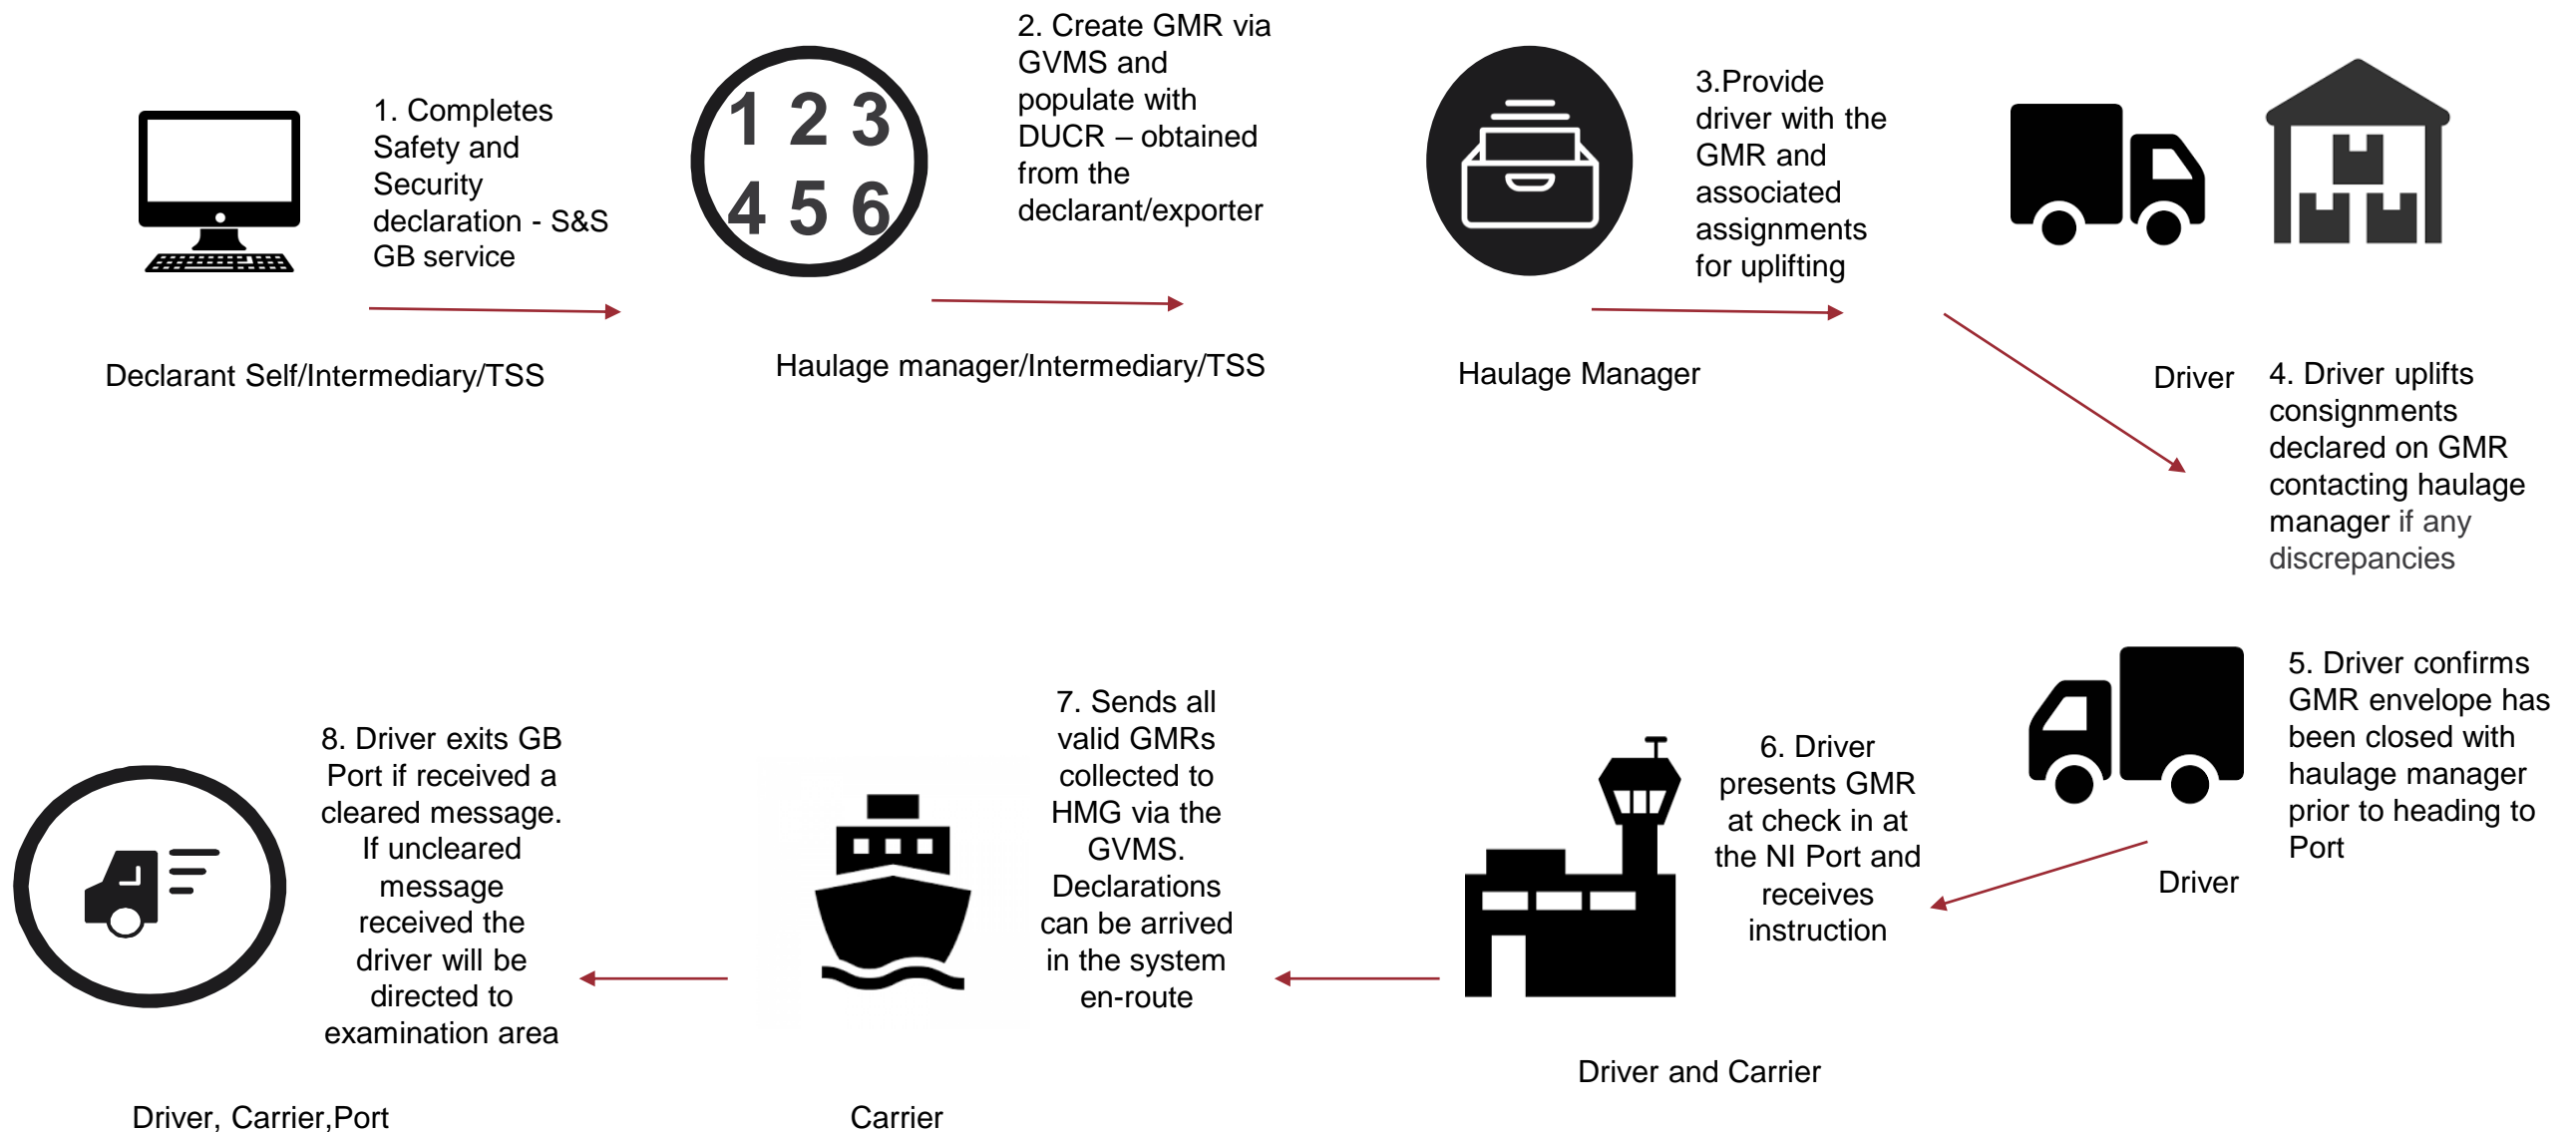 1. Completes
Safety and
Security
declaration - S&S
GB service
Declarant Self/Intermediary/TSS
1 2 3
4 5 6
2. Create GMR via
GVMS and
populate with
DUCR – obtained
from the
declarant/exporter
Haulage manager/Intermediary/TSS
3.Provide
driver with the
GMR and
associated
assignments
for uplifting
Haulage Manager
Driver
4. Driver uplifts
consignments
declared on GMR
contacting haulage
manager if any
discrepancies
5. Driver confirms
GMR envelope has
been closed with
haulage manager
prior to heading to
Port
Driver
6. Driver
presents GMR
at check in at
the NI Port and
receives
instruction
Driver and Carrier
7. Sends all
valid GMRs
collected to
HMG via the
GVMS.
Declarations
can be arrived
in the system
en-route
Carrier
8. Driver exits GB
Port if received a
cleared message.
If uncleared
message
received the
driver will be
directed to
examination area
Driver, Carrier,Port